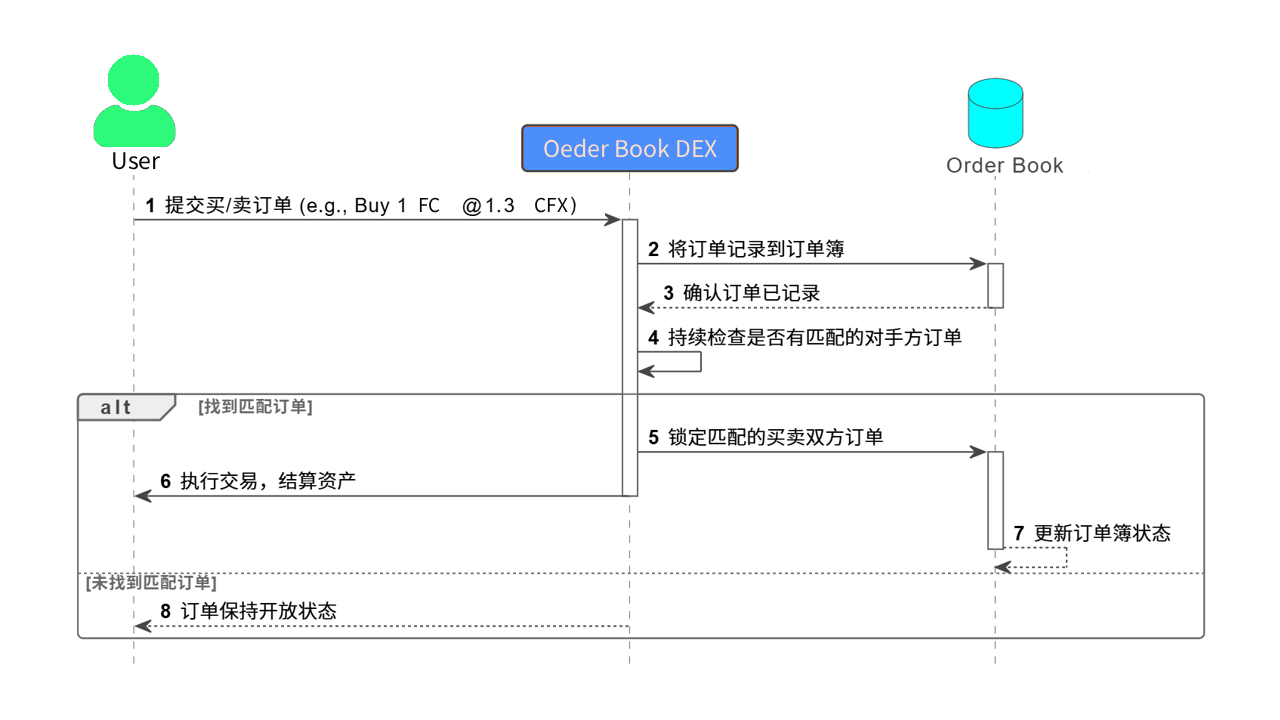 User
Oeder Book DEX
Order Book
1 提交买/卖订单 (e.g., Buy 1 FC @1.3 CFX)
2 将订单记录到订单簿
3 确认订单已记录
4 持续检查是否有匹配的对手方订单
alt [找到匹配订单]
5 锁定匹配的买卖双方订单
6 执行交易，结算资产
7 更新订单簿状态
[未找到匹配订单]
8 订单保持开放状态